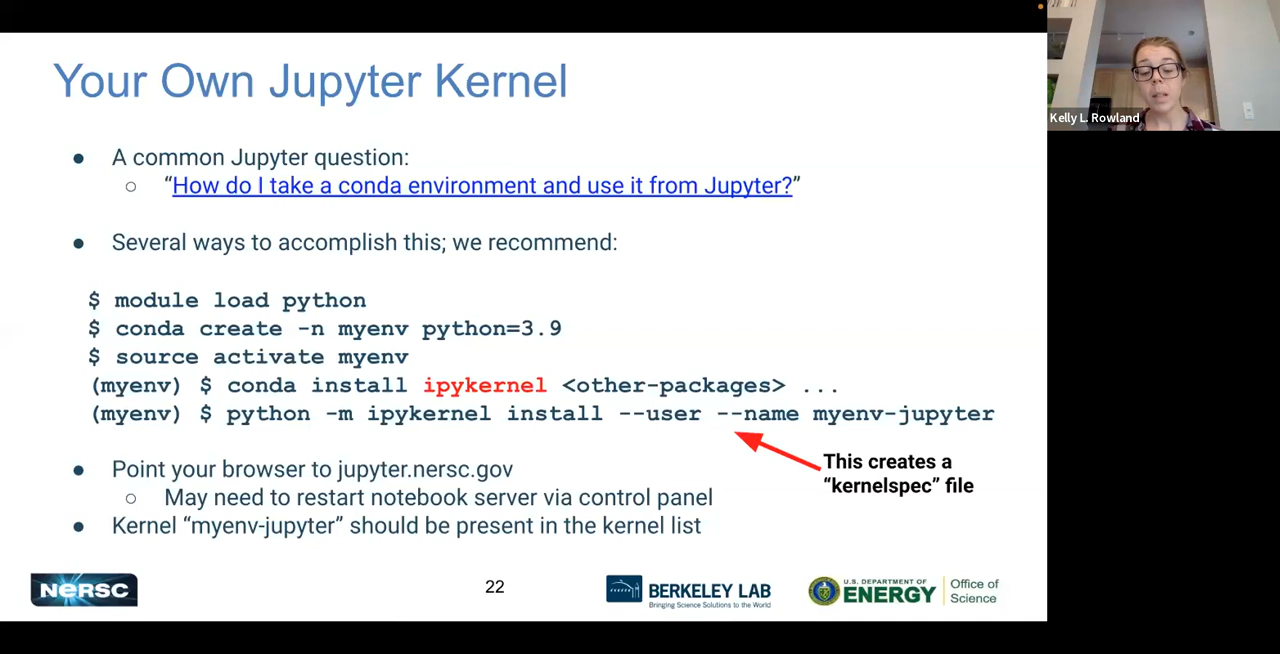 Your Own Jupyter Kernel
Kelly L. Rowland
● A common Jupyter question:
○ “How do I take a conda environment and use it from Jupyter?”
● Several ways to accomplish this; we recommend:
$ module load python
$ conda create -n myenv python=3.9
$ source activate myenv
(myenv) $ conda install ipykernel <other-packages> ...
(myenv) $ python -m ipykernel install --user --name myenv-jupyter
This creates a
“kernelspec” file
● Point your browser to jupyter.nersc.gov
○ May need to restart notebook server via control panel
● Kernel “myenv-jupyter” should be present in the kernel list
NERSC
22
BERKELEY LAB
Bringing Science Solutions to the World
U.S. DEPARTMENT OF
ENERGY
Office of
Science